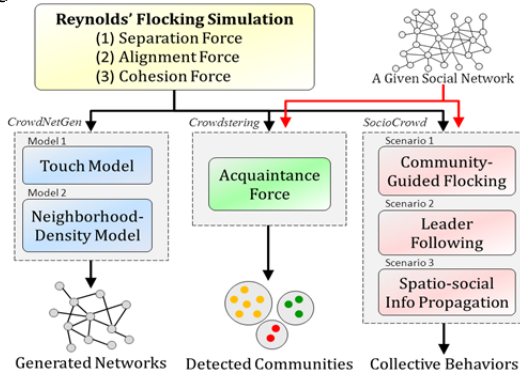 Reynolds' Flocking Simulation
(1) Separation Force
(2) Alignment Force
(3) Cohesion Force
A Given Social Network
CrowdNetGen
Crowdstering
SocioCrowd
Model 1
Touch Model
Model 2
Neighborhood-
Density Model
Acquaintance
Force
Scenario 1
Community-
Guided Flocking
Scenario 2
Leader
Following
Scenario 3
Spatio-social
Info Propagation
Generated Networks
Detected Communities
Collective Behaviors